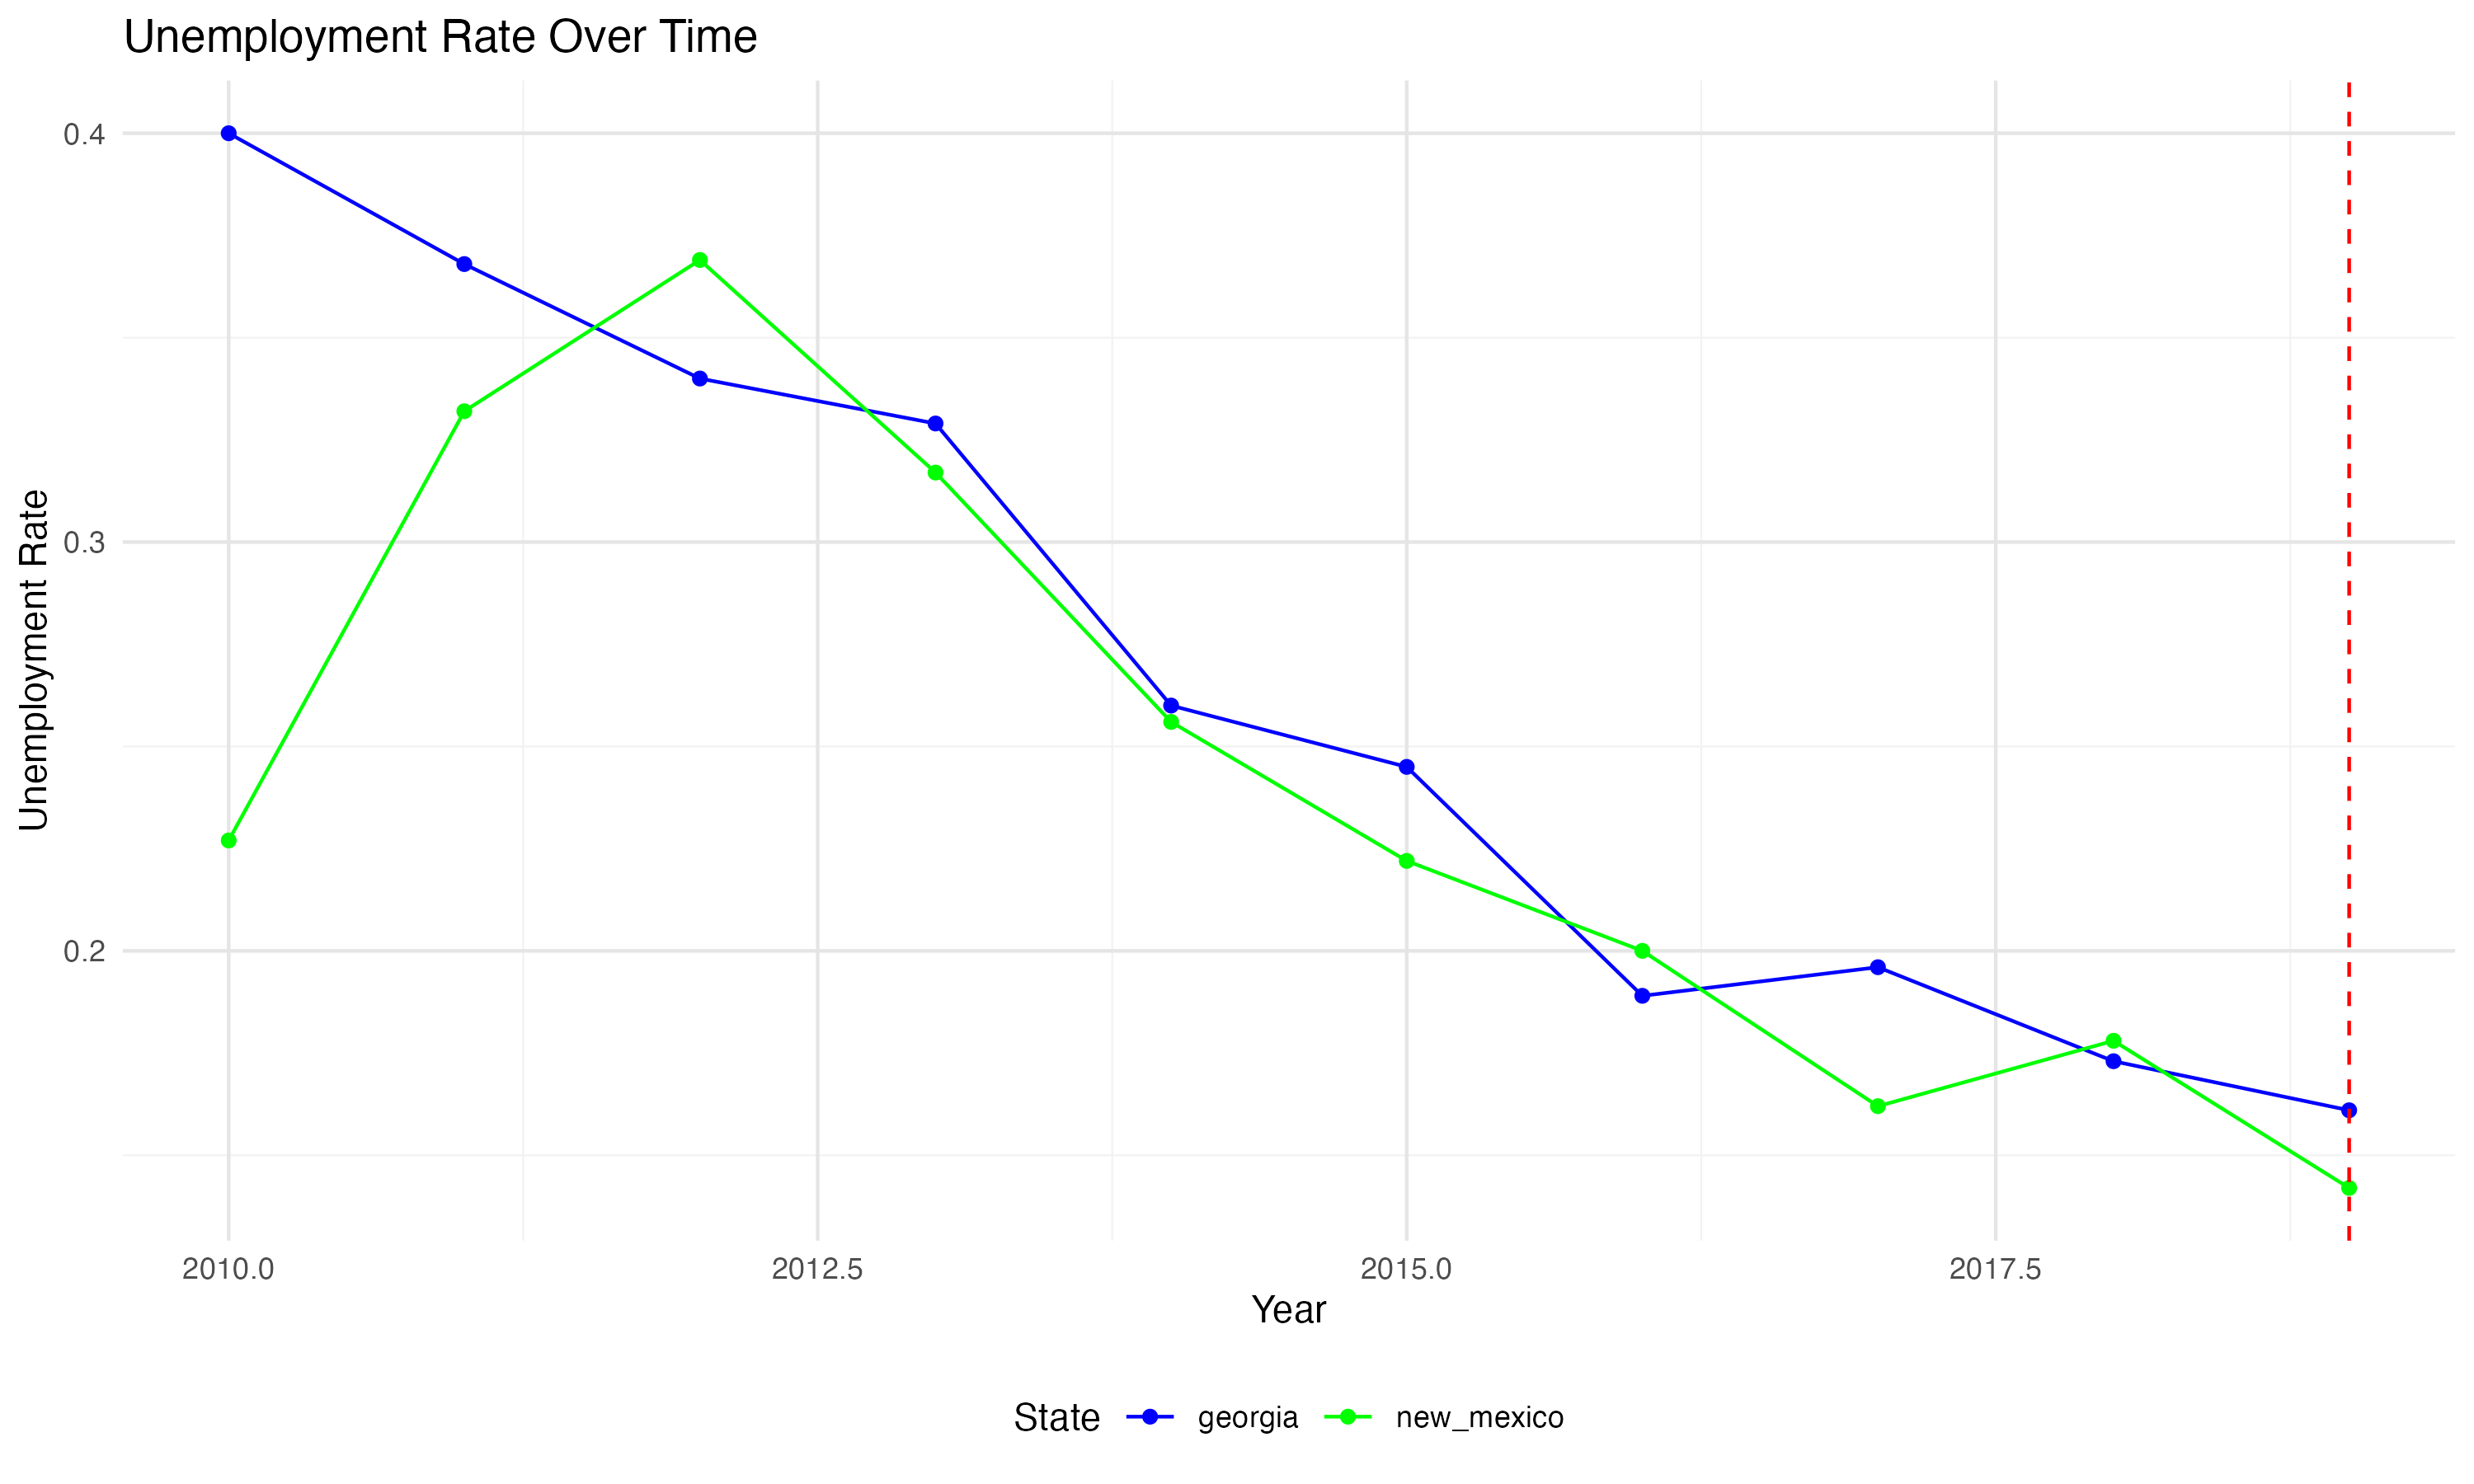 Unemployment Rate Over Time
Unemployment Rate
0.4
0.3
0.2
2010.0 2012.5 2015.0 2017.5
Year
State georgia new_mexico